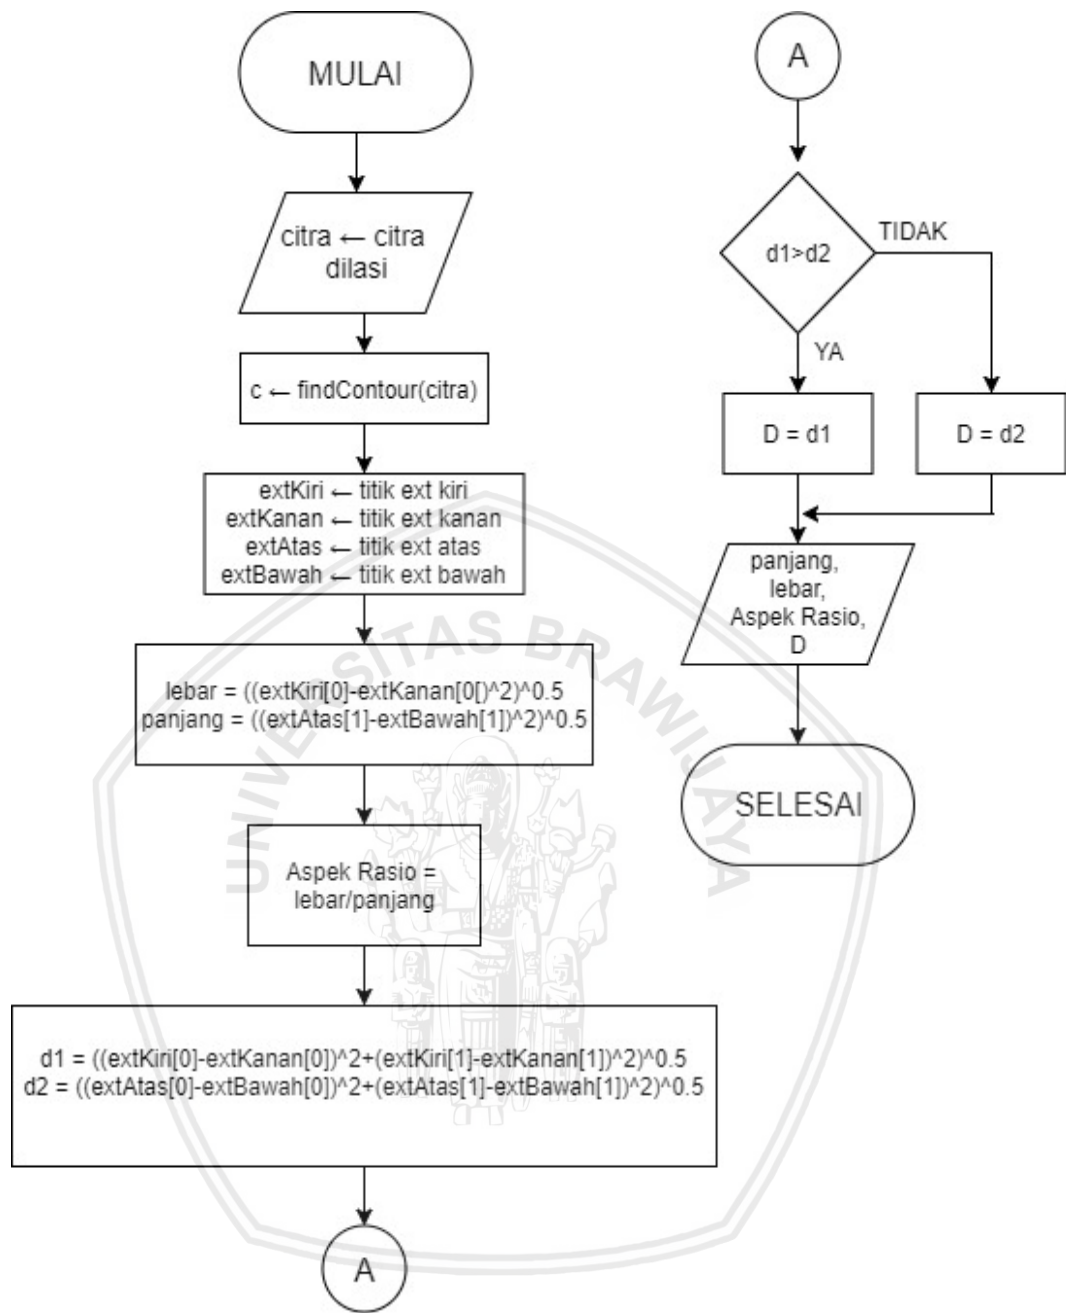 MULAI
citra ← citra
dilasi
c ← findContour(citra)
extKiri ← titik ext kiri
extKanan ← titik ext kanan
extAtas ← titik ext atas
extBawah ← titik ext bawah
lebar = ((extKiri[0]-extKanan[0[)^2)^0.5
panjang = ((extAtas[1]-extBawah[1])^2)^0.5
Aspek Rasio =
lebar/panjang
d1 = ((extKiri[0]-extKanan[0])^2+(extKiri[1]-extKanan[1])^2)^0.5
d2 = ((extAtas[0]-extBawah[0])^2+(extAtas[1]-extBawah[1])^2)^0.5
A
A
d1>d2
TIDAK
YA
D = d1
D = d2
panjang,
lebar,
Aspek Rasio,
D
SELESAI
UNIVERSITAS BRAWIJAYA